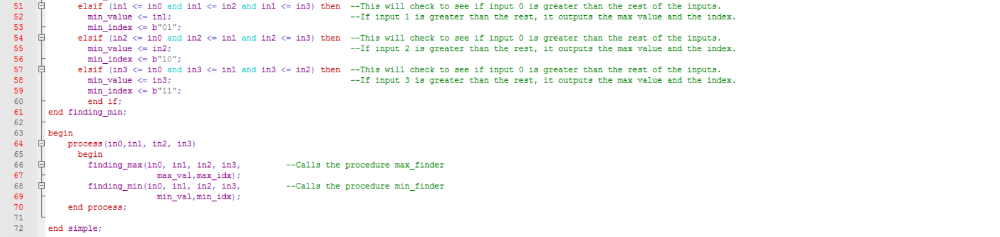 51 elsif (in1 <= in0 and in1 <= in2 and in1 <= in3) then --This will check to see if input 0 is greater than the rest of the inputs.
52 min_value <= in1; --If input 1 is greater than the rest, it outputs the max value and the index.
53 min_index <= b"01";
54 elsif (in2 <= in0 and in2 <= in1 and in2 <= in3) then --This will check to see if input 0 is greater than the rest of the inputs.
55 min_value <= in2; --If input 2 is greater than the rest, it outputs the max value and the index.
56 min_index <= b"10";
57 elsif (in3 <= in0 and in3 <= in1 and in3 <= in2) then --This will check to see if input 0 is greater than the rest of the inputs.
58 min_value <= in3; --If input 3 is greater than the rest, it outputs the max value and the index.
59 min_index <= b"11";
60 end if;
61 end finding_min;
62
63 begin
64 process(in0,in1, in2, in3)
65 begin
66 finding_max(in0, in1, in2, in3, --Calls the procedure max_finder
67 max_val,max_idx);
68 finding_min(in0, in1, in2, in3, --Calls the procedure min_finder
69 min_val,min_idx);
70 end process;
71
72 end simple;